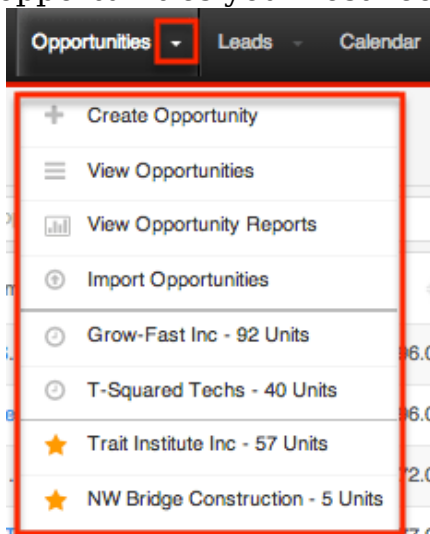 Opportunities Leads Calendar
Create Opportunity
View Opportunities
View Opportunity Reports
Import Opportunities
Grow-Fast Inc - 92 Units
T-Squared Techs - 40 Units
Trait Institute Inc - 57 Units
NW Bridge Construction - 5 Units